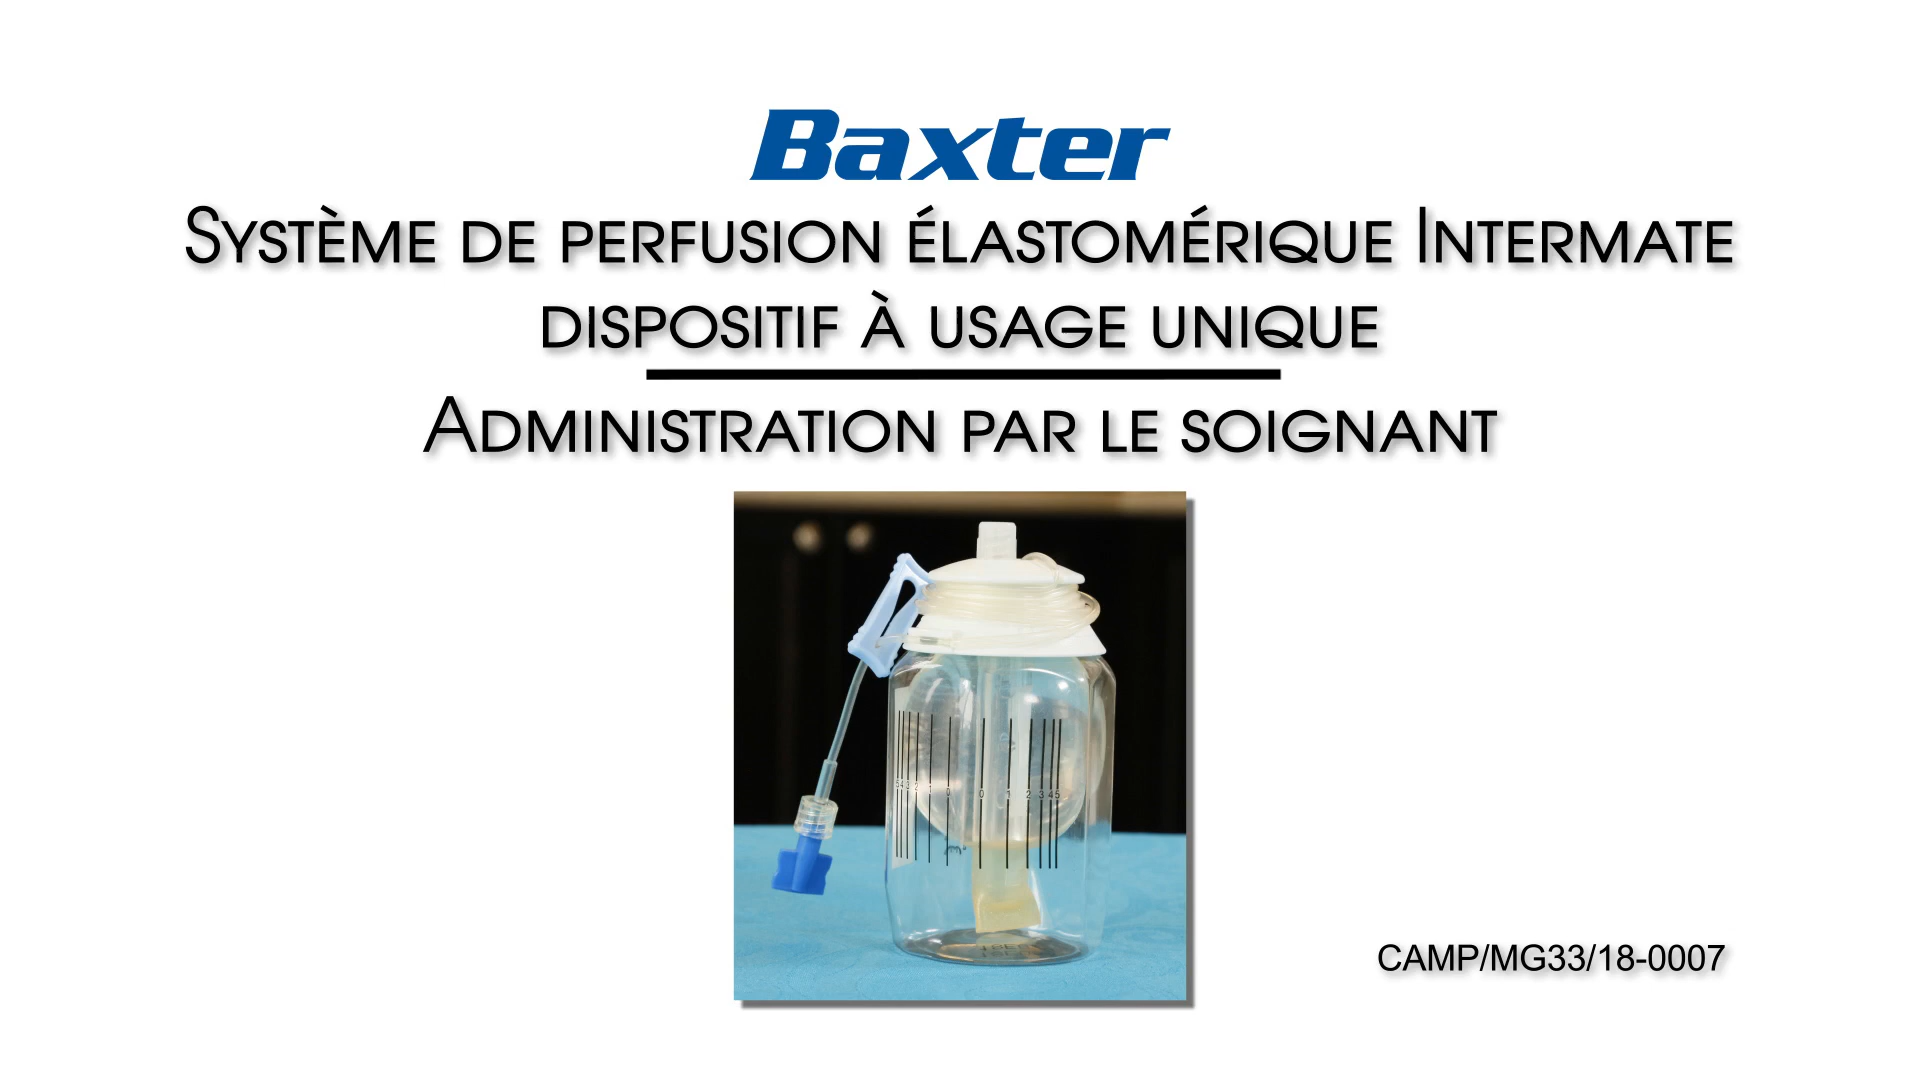 Baxter
Système de perfusion élastomérique Intermate
dispositif à usage unique
Administration par le soignant
CAMP/MG33/18-0007